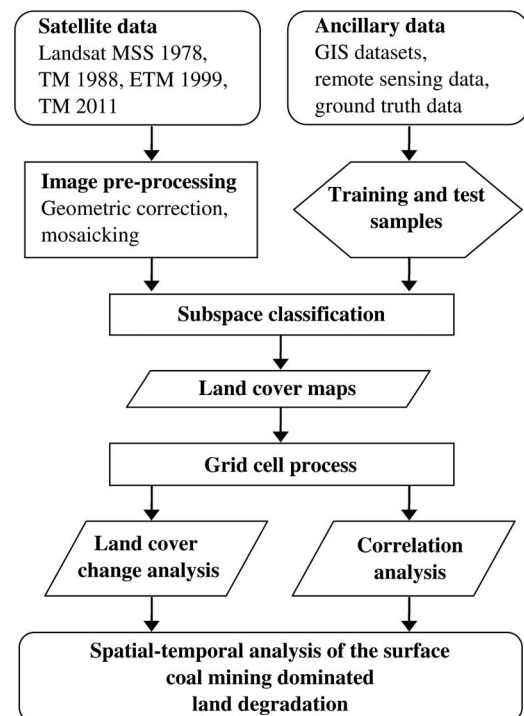 Satellite data
Landsat MSS 1978,
TM 1988, ETM 1999,
TM 2011
Ancillary data
GIS datasets,
remote sensing data,
ground truth data
Image pre-processing
Geometric correction,
mosaicking
Training and test
samples
Subspace classification
Land cover maps
Grid cell process
Land cover
change analysis
Correlation
analysis
Spatial-temporal analysis of the surface
coal mining dominated
land degradation